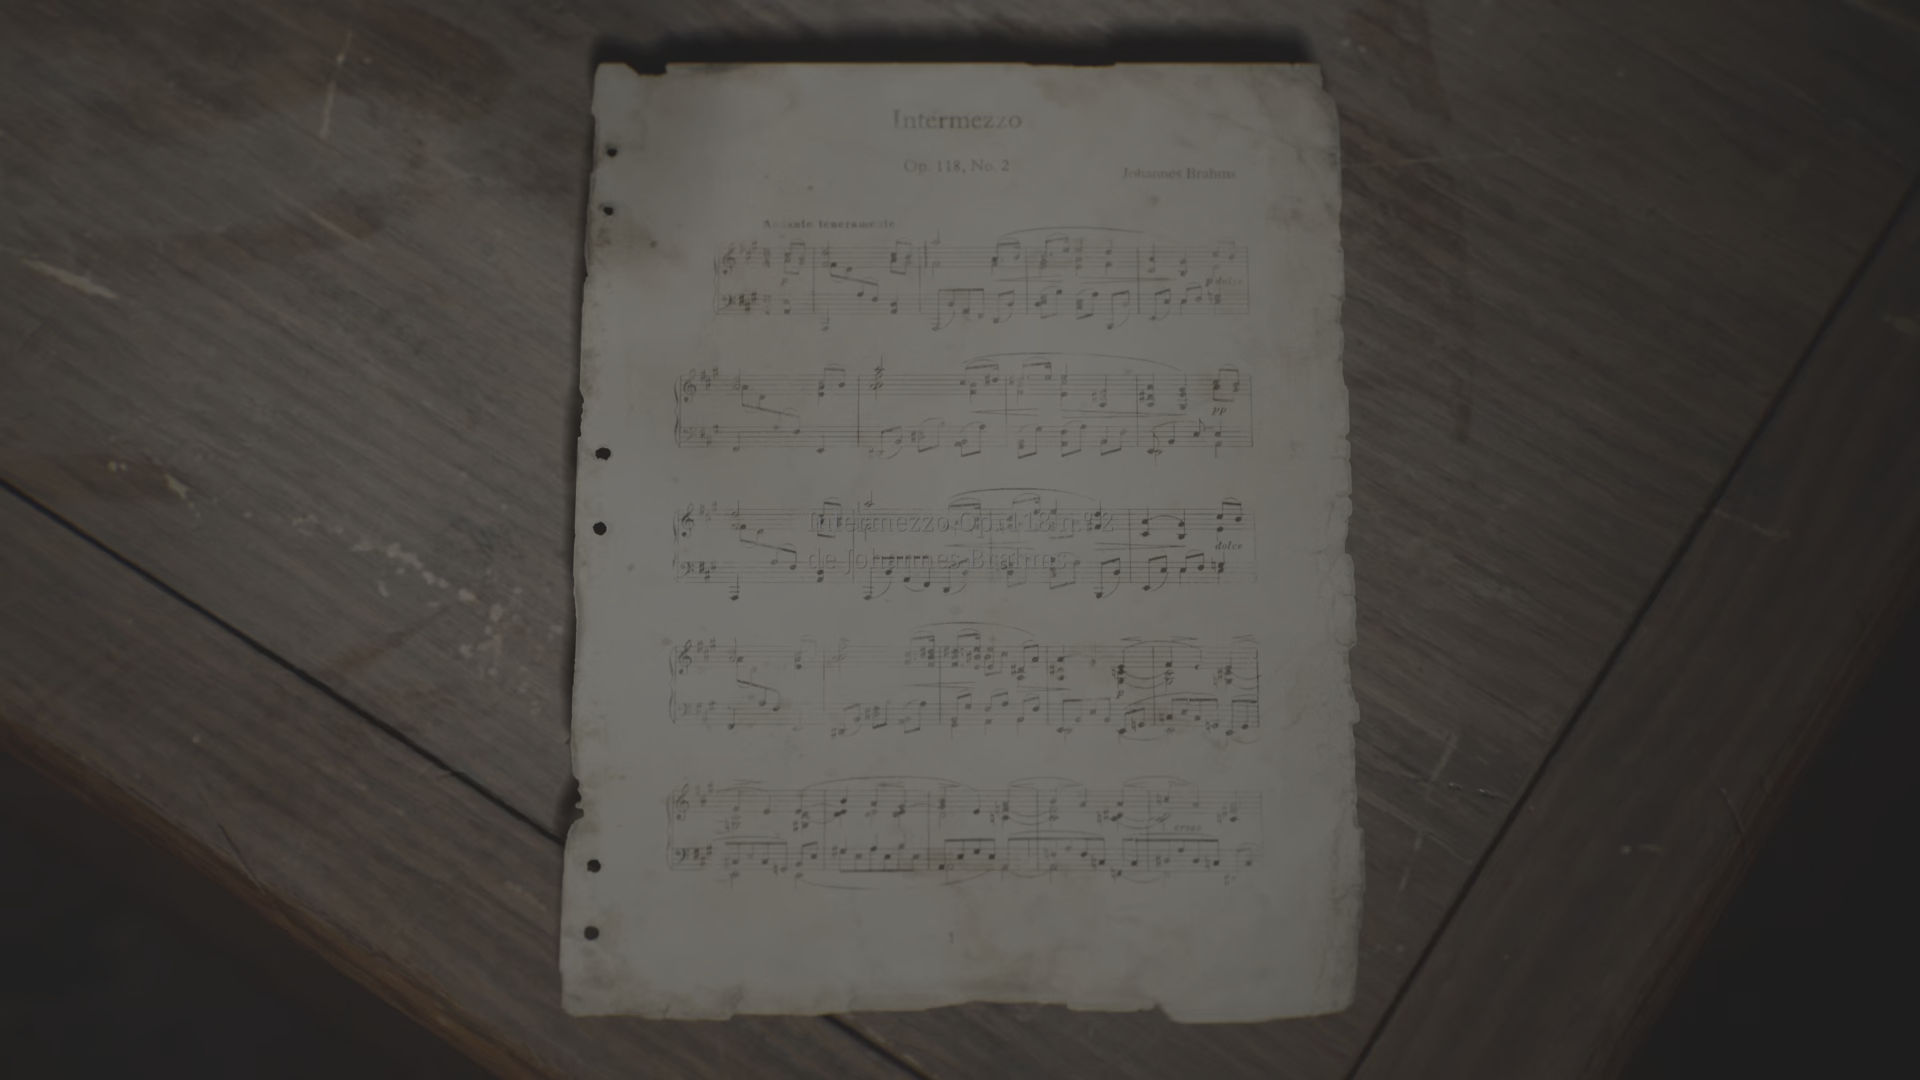 Intermezzo
Op. 118, No. 2
Johannes Brahms
Andante teneramente
p
p dolce
pp
Intermezzo Op. 118 n.º 2
de Johannes Brahms
dolce
p
cresc
1